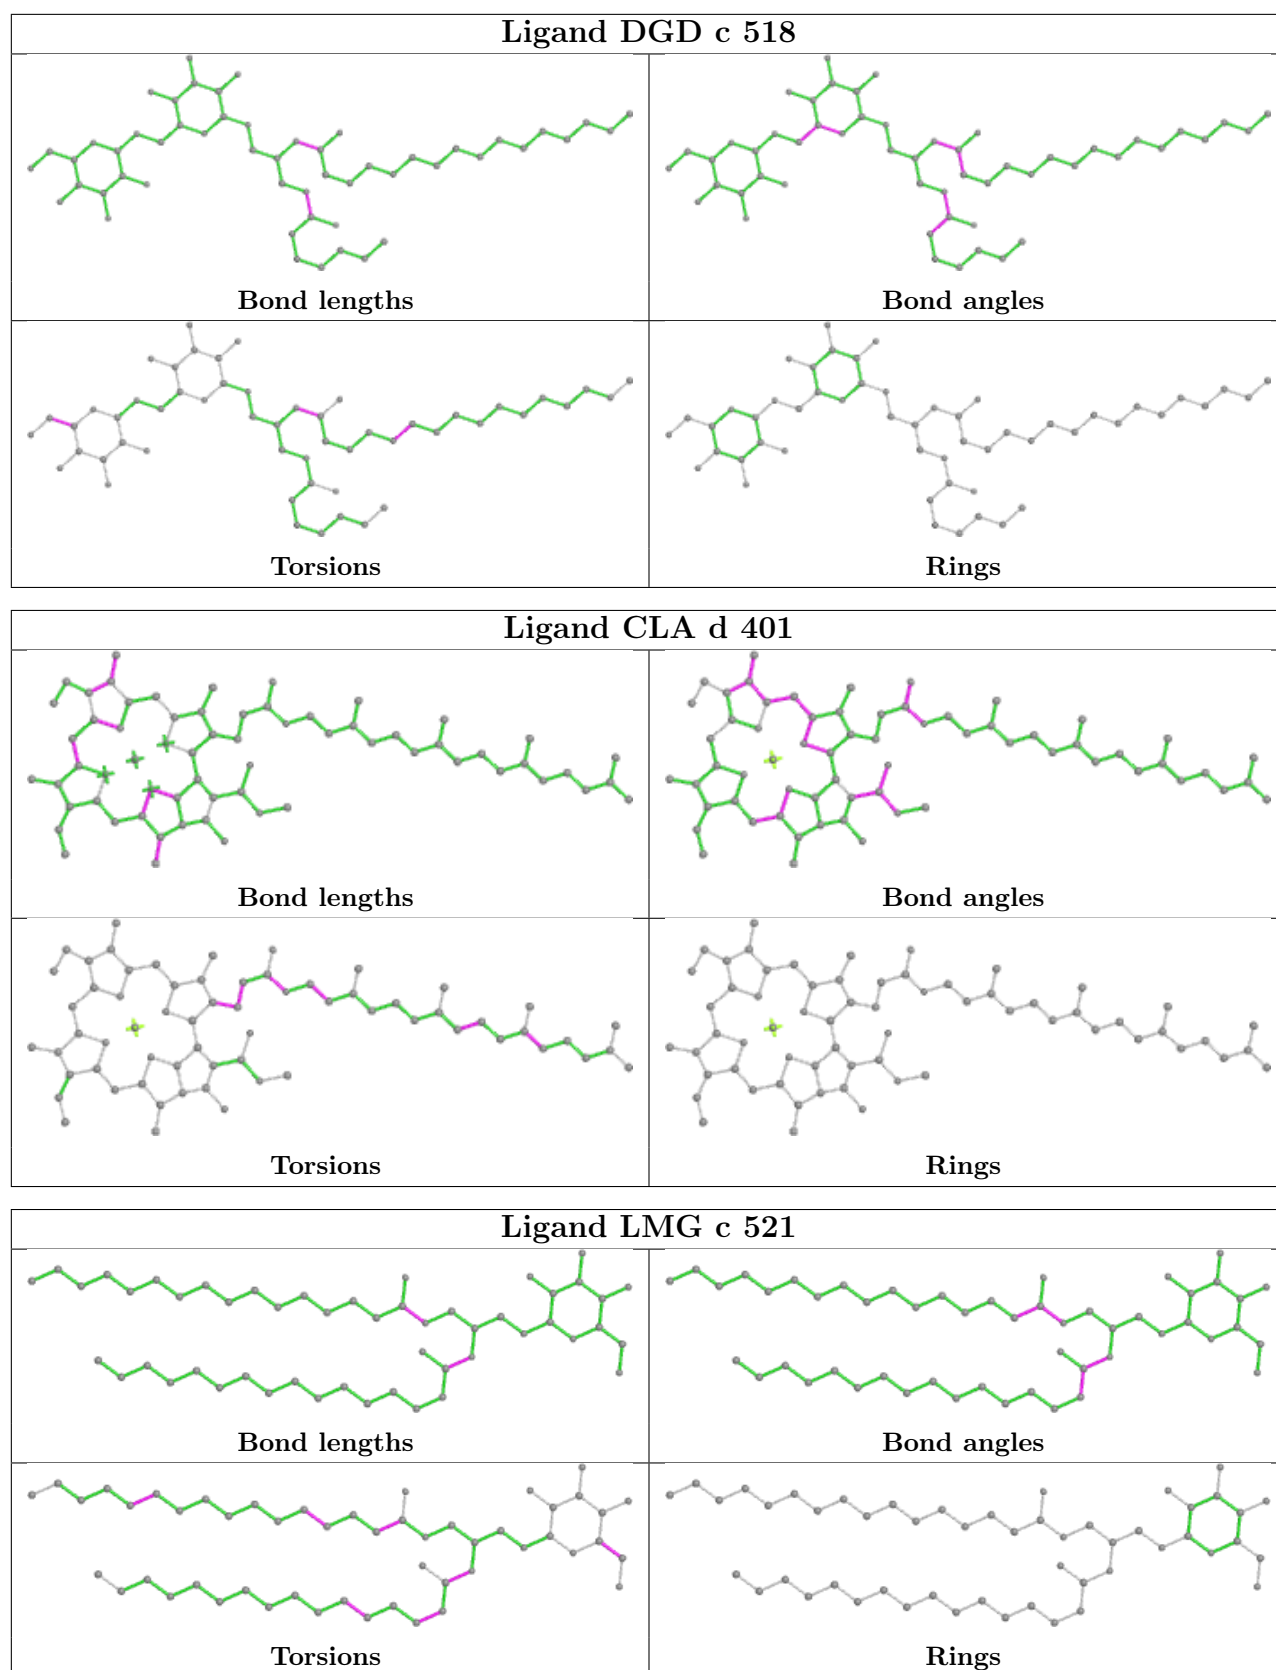 Ligand DGD c 518
Bond lengths
Bond angles
Torsions
Rings
Ligand CLA d 401
Bond lengths
Bond angles
Torsions
Rings
Ligand LMG c 521
Bond lengths
Bond angles
Torsions
Rings